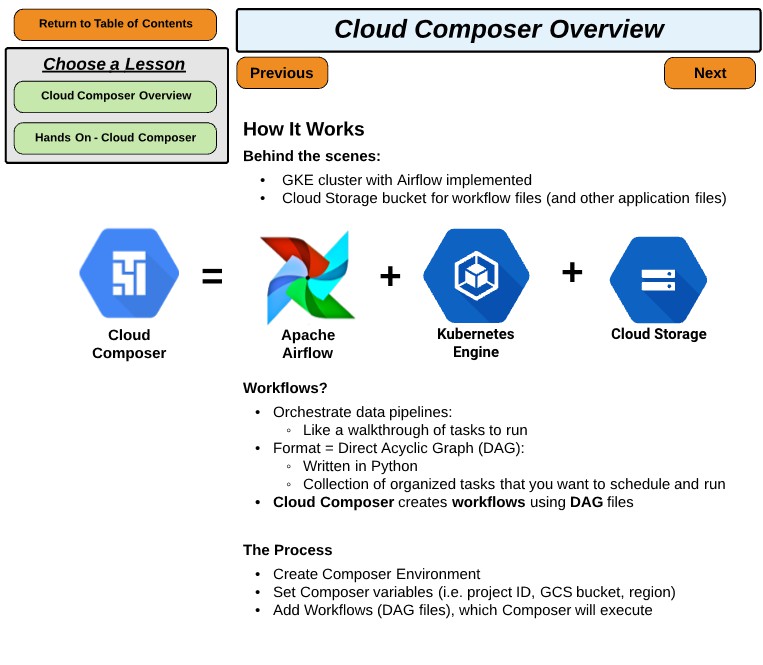 Return to Table of Contents
Cloud Composer Overview
Choose a Lesson
Cloud Composer Overview
Hands On - Cloud Composer
Previous
Next
How It Works
Behind the scenes:
• GKE cluster with Airflow implemented
• Cloud Storage bucket for workflow files (and other application files)
=
+
+
Cloud
Composer
Apache
Airflow
Kubernetes
Engine
Cloud Storage
Workflows?
• Orchestrate data pipelines:
◦ Like a walkthrough of tasks to run
• Format = Direct Acyclic Graph (DAG):
◦ Written in Python
◦ Collection of organized tasks that you want to schedule and run
• Cloud Composer creates workflows using DAG files
The Process
• Create Composer Environment
• Set Composer variables (i.e. project ID, GCS bucket, region)
• Add Workflows (DAG files), which Composer will execute